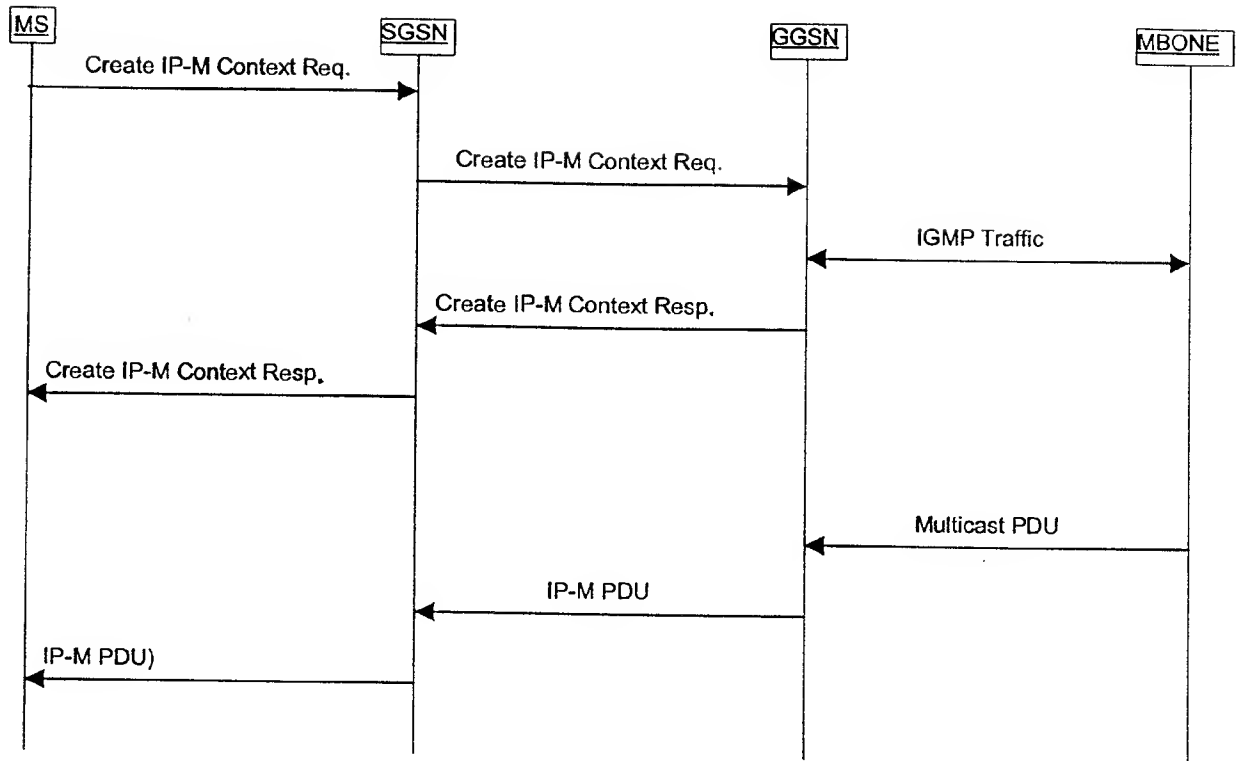 MS
SGSN
GGSN
MBONE
Create IP-M Context Req.
Create IP-M Context Req.
IGMP Traffic
Create IP-M Context Resp.
Create IP-M Context Resp.
Multicast PDU
IP-M PDU
IP-M PDU)